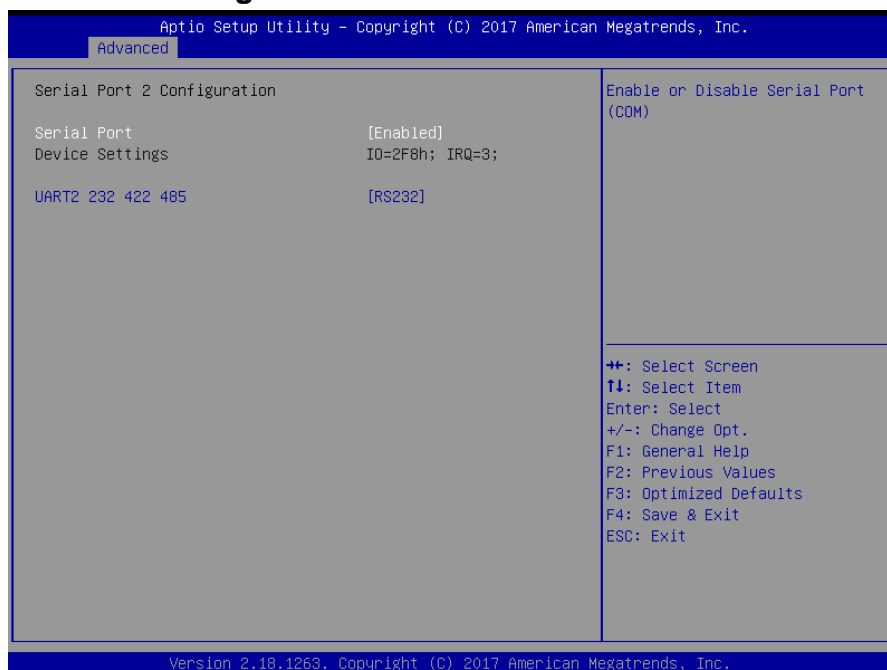 Aptio Setup Utility – Copyright (C) 2017 American Megatrends, Inc.
Advanced
Serial Port 2 Configuration
Serial Port [Enabled]
Device Settings IO=2F8h; IRQ=3;
UART2 232 422 485 [RS232]
Enable or Disable Serial Port
(COM)
→←: Select Screen
↑↓: Select Item
Enter: Select
+/-: Change Opt.
F1: General Help
F2: Previous Values
F3: Optimized Defaults
F4: Save & Exit
ESC: Exit
Version 2.18.1263. Copyright (C) 2017 American Megatrends, Inc.